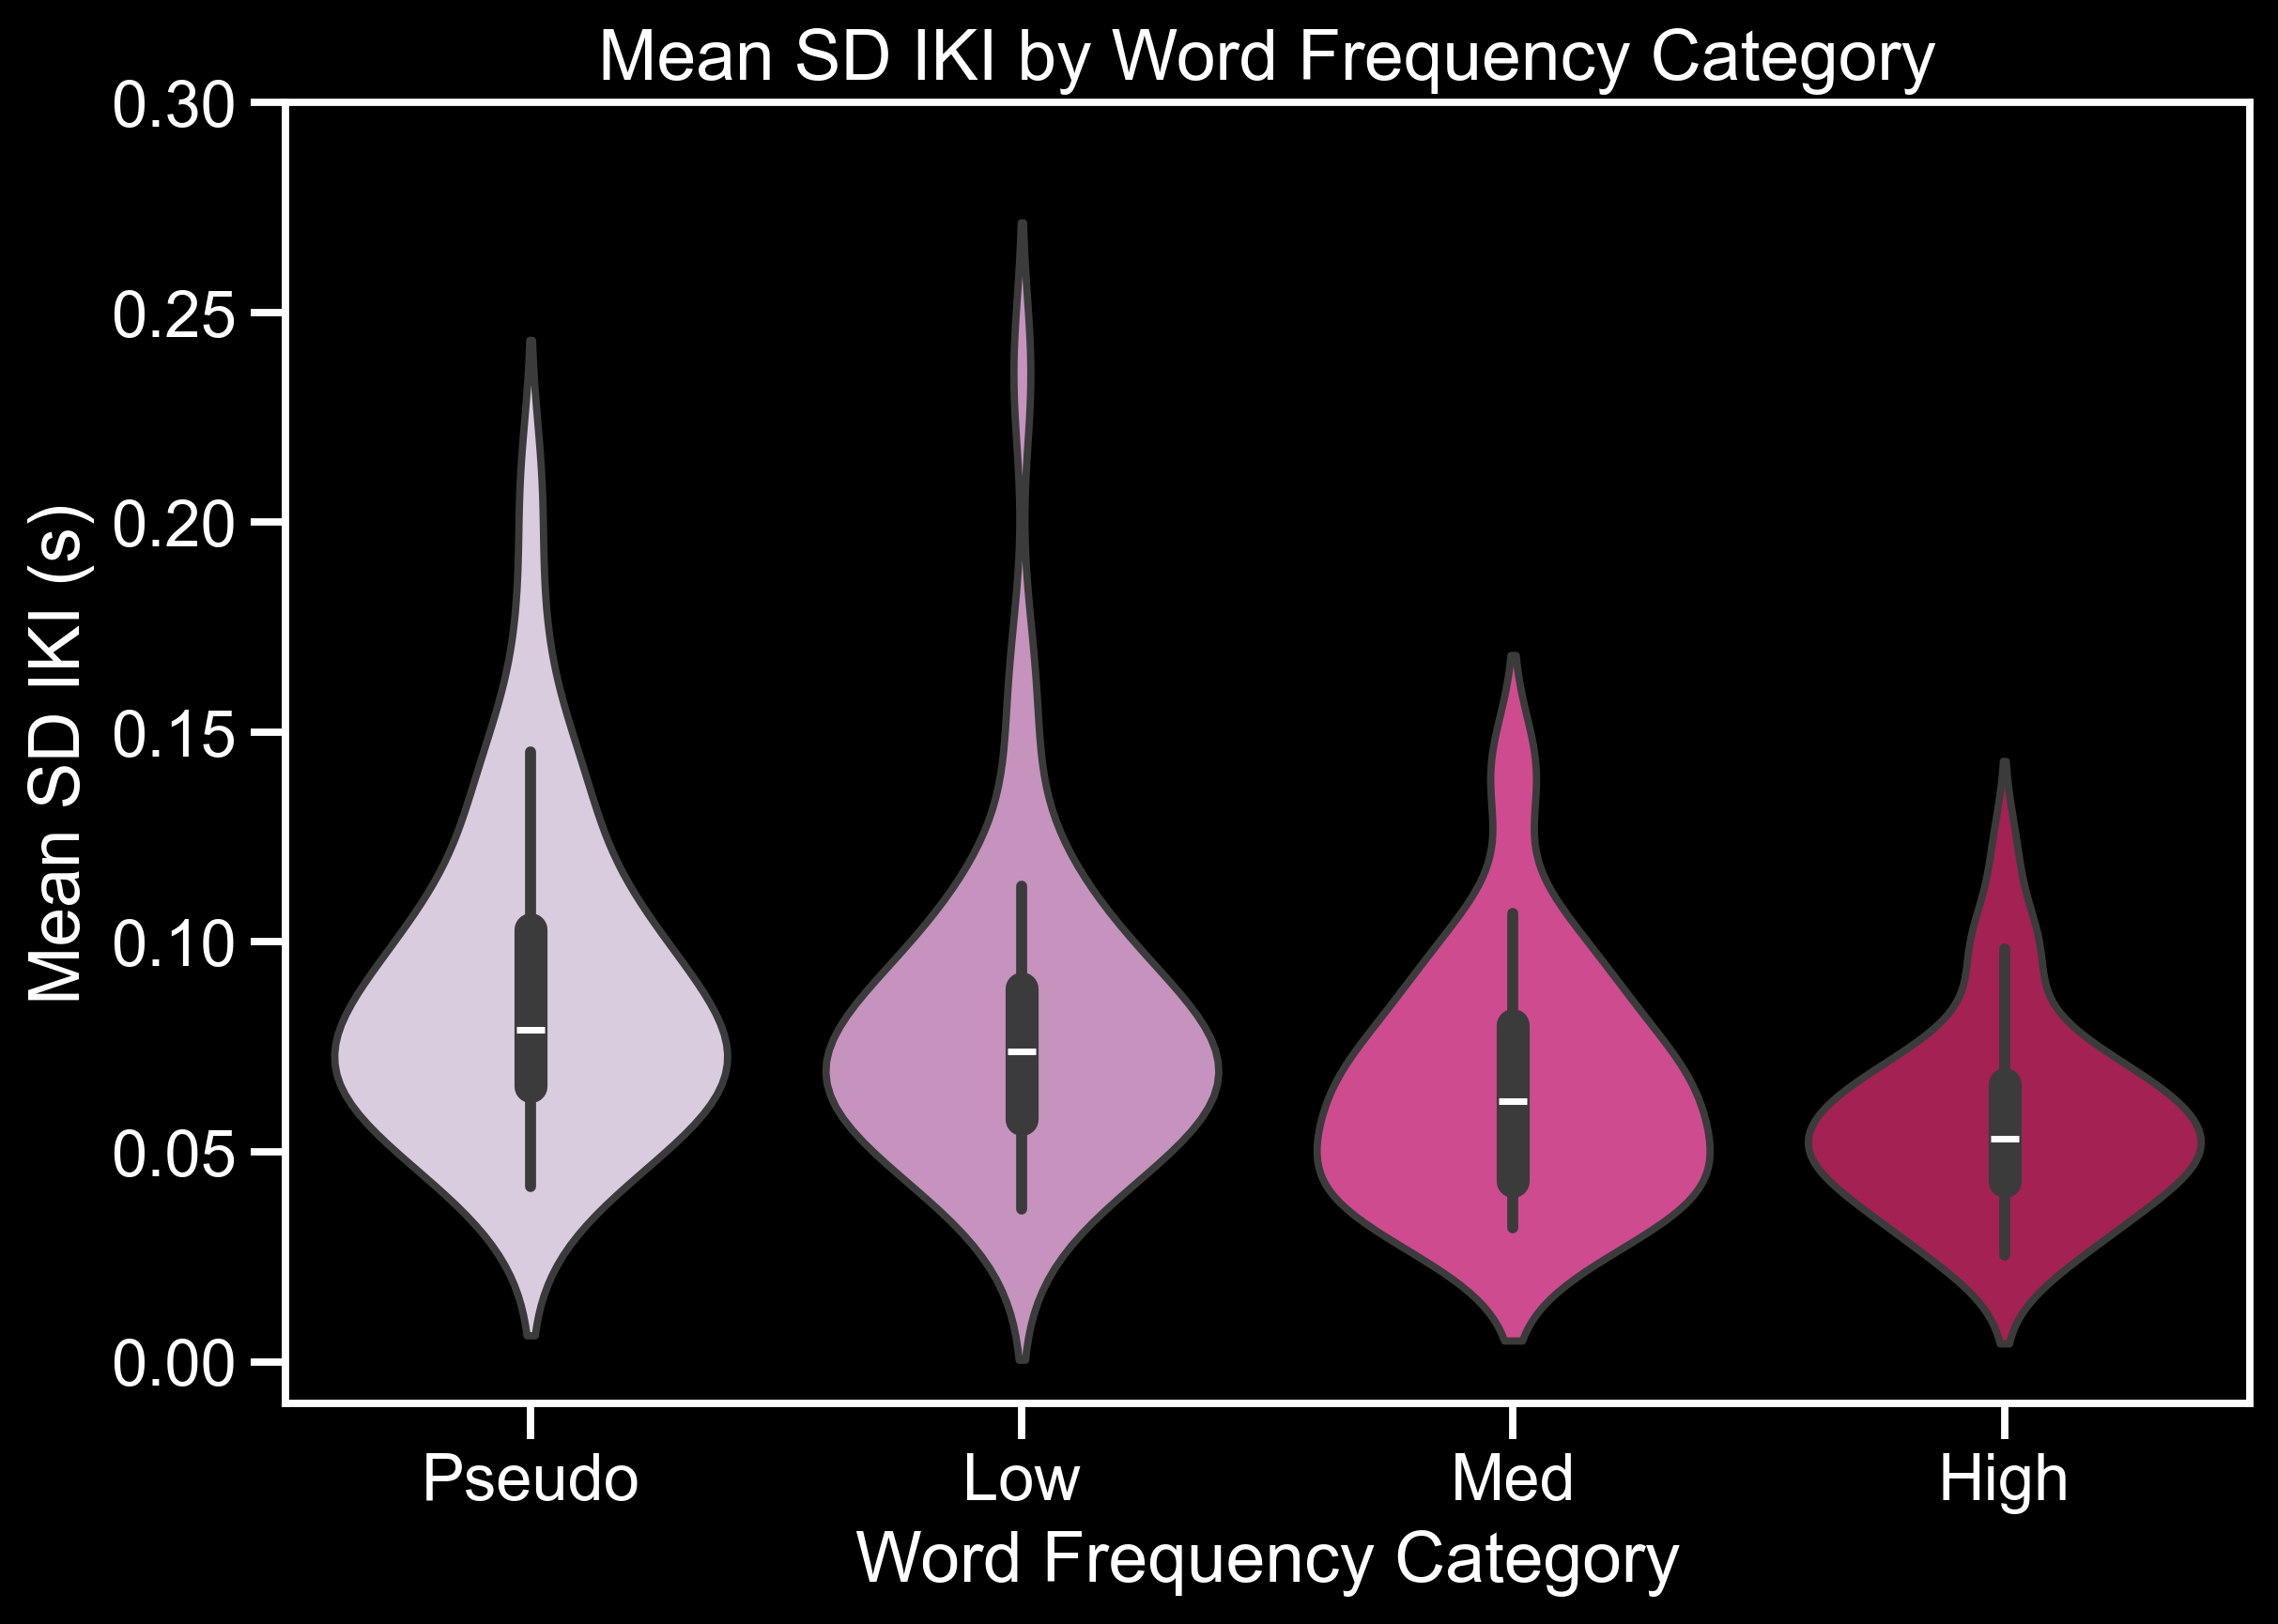 Mean SD IKI by Word Frequency Category
0.30
0.25
0.20
0.15
0.10
0.05
0.00
Mean SD IKI (s)
Pseudo Low Med High
Word Frequency Category